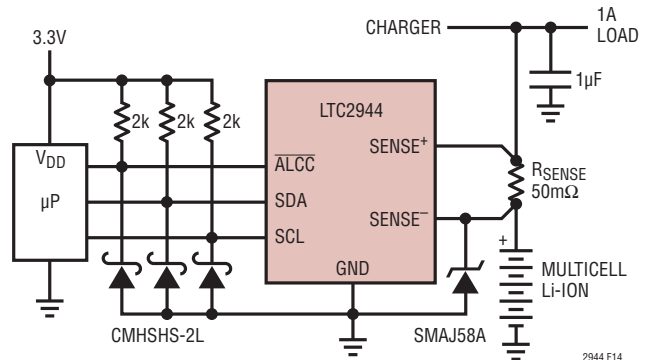 CHARGER
1A
LOAD
3.3V
1µF
2k
2k
2k
LTC2944
SENSE+
VDD
ALCC
RSENSE
50mΩ
µP
SDA
SENSE–
SCL
+
GND
MULTICELL
Li-ION
CMHSHS-2L
SMAJ58A
2944 F14